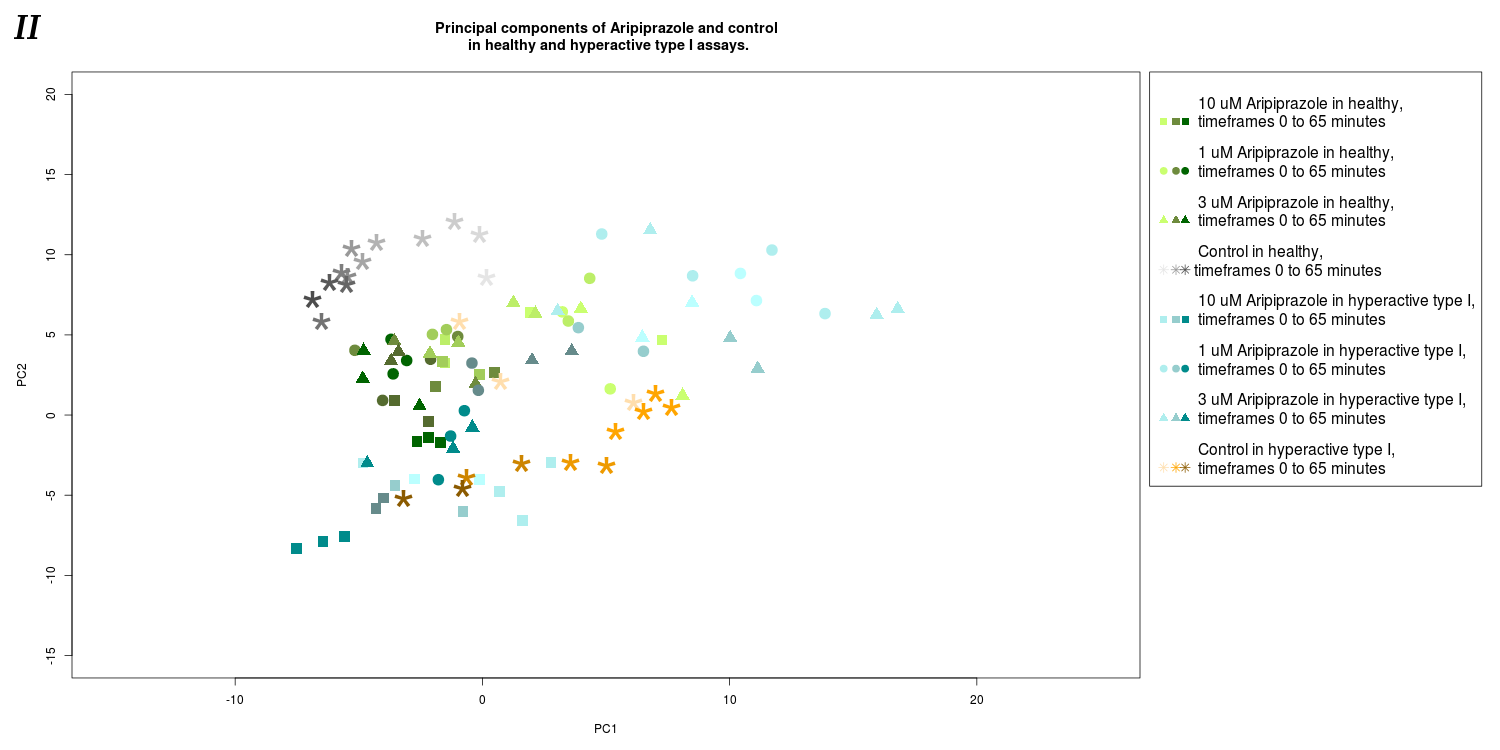 II
Principal components of Aripiprazole and control
in healthy and hyperactive type I assays.
20
15
10
5
0
-5
-10
-15
PC2
-10
0
10
20
PC1
10 uM Aripiprazole in healthy,
timeframes 0 to 65 minutes
1 uM Aripiprazole in healthy,
timeframes 0 to 65 minutes
3 uM Aripiprazole in healthy,
timeframes 0 to 65 minutes
Control in healthy,
timeframes 0 to 65 minutes
10 uM Aripiprazole in hyperactive type I,
timeframes 0 to 65 minutes
1 uM Aripiprazole in hyperactive type I,
timeframes 0 to 65 minutes
3 uM Aripiprazole in hyperactive type I,
timeframes 0 to 65 minutes
Control in hyperactive type I,
timeframes 0 to 65 minutes